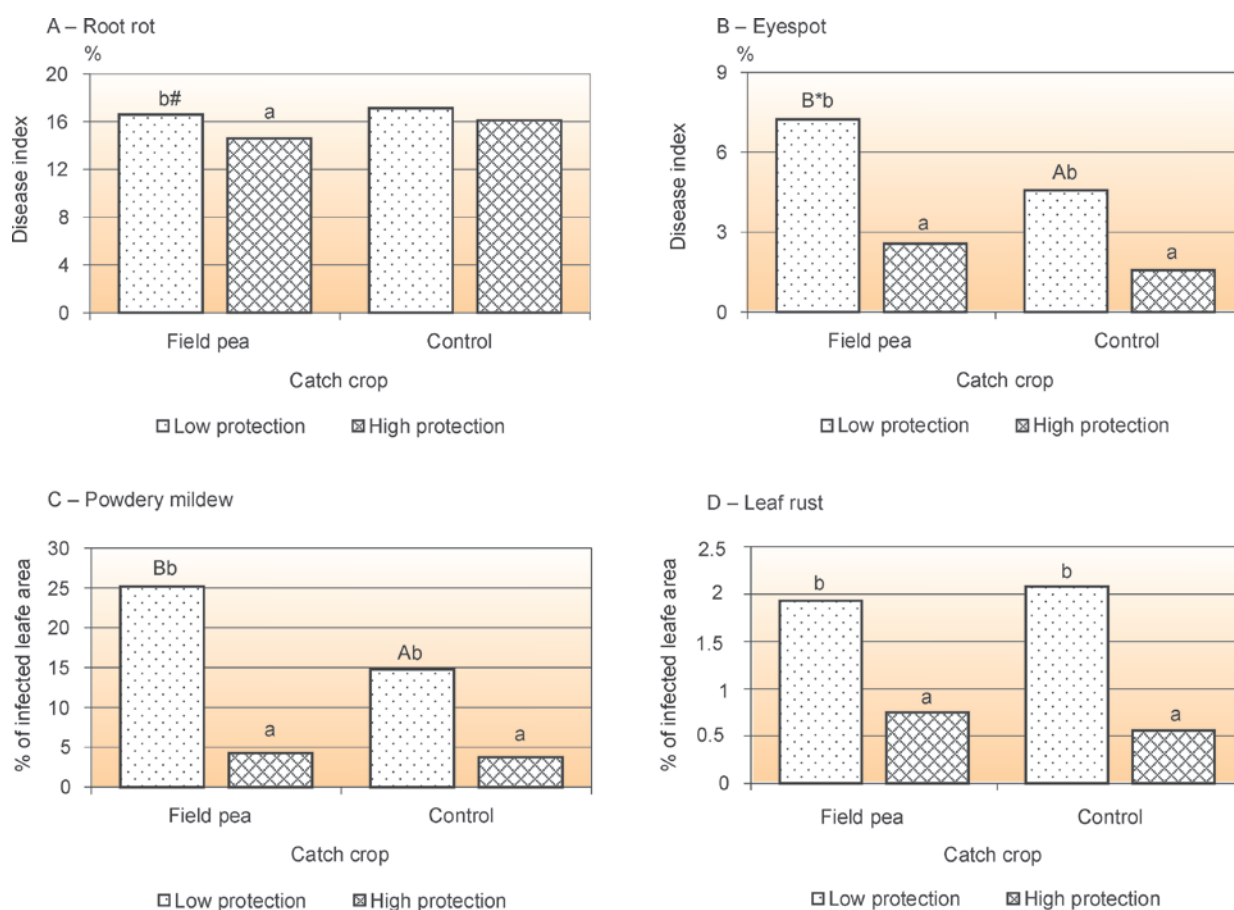 A – Root rot
%
20
16
12
8
4
0
Disease index
b#
a
Field pea
Control
Catch crop
Low protection
High protection
B – Eyespot
%
9
6
3
0
Disease index
B*b
a
Ab
a
Field pea
Control
Catch crop
Low protection
High protection
C – Powdery mildew
30
25
20
15
10
5
0
% of infected leafe area
Bb
a
Ab
a
Field pea
Control
Catch crop
Low protection
High protection
D – Leaf rust
2.5
2
1.5
1
0.5
0
% of infected leafe area
b
a
b
a
Field pea
Control
Catch crop
Low protection
High protection